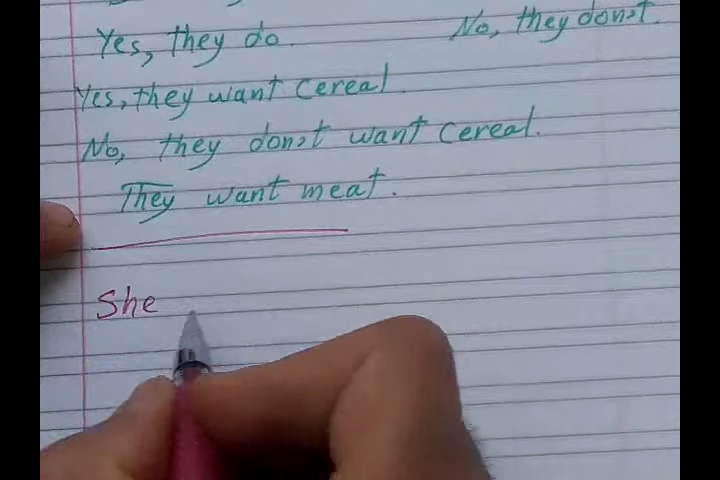 Yes, they do. No, they don't.
Yes, they want cereal.
No, they don't want cereal.
They want meat.
She